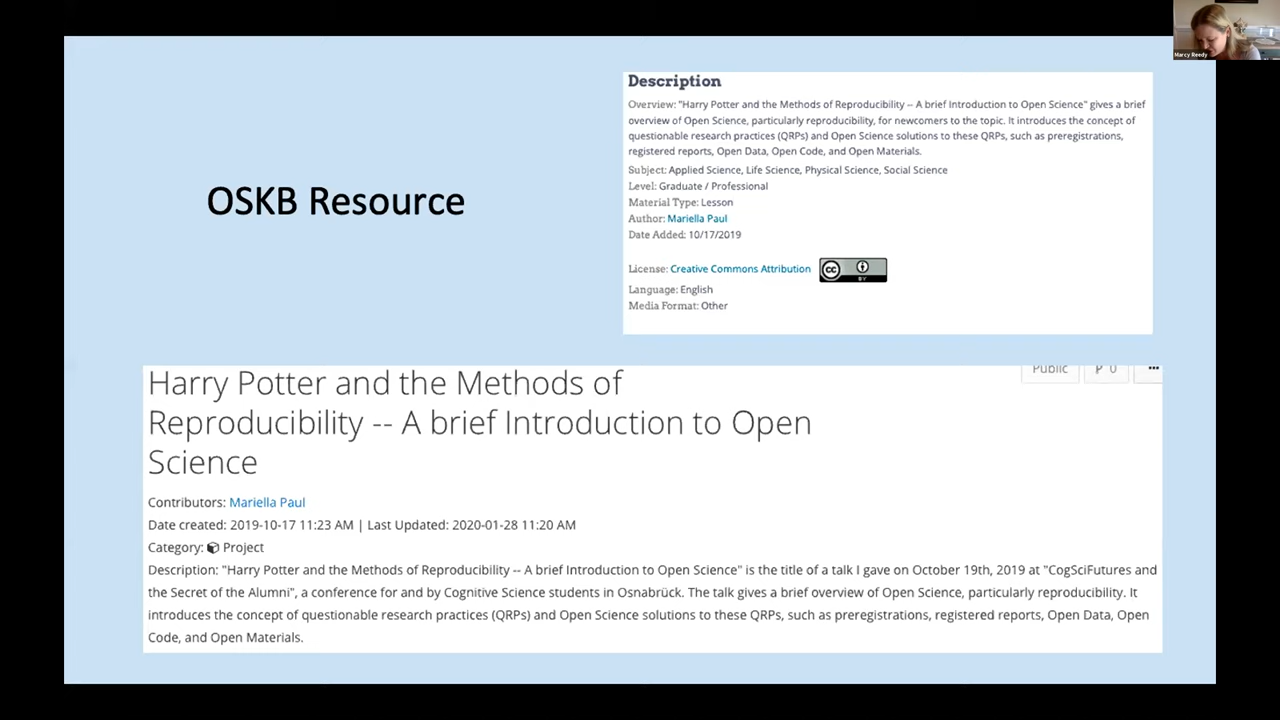 Marcy Reedy
OSKB Resource
Description
Overview: "Harry Potter and the Methods of Reproducibility -- A brief Introduction to Open Science" gives a brief
overview of Open Science, particularly reproducibility, for newcomers to the topic. It introduces the concept of
questionable research practices (QRPs) and Open Science solutions to these QRPs, such as preregistrations,
registered reports, Open Data, Open Code, and Open Materials.
Subject: Applied Science, Life Science, Physical Science, Social Science
Level: Graduate / Professional
Material Type: Lesson
Author: Mariella Paul
Date Added: 10/17/2019
License: Creative Commons Attribution
cc
BY
Language: English
Media Format: Other
Public
0
Harry Potter and the Methods of
Reproducibility -- A brief Introduction to Open
Science
Contributors: Mariella Paul
Date created: 2019-10-17 11:23 AM | Last Updated: 2020-01-28 11:20 AM
Category: Project
Description: "Harry Potter and the Methods of Reproducibility -- A brief Introduction to Open Science" is the title of a talk I gave on October 19th, 2019 at "CogSciFutures and
the Secret of the Alumni", a conference for and by Cognitive Science students in Osnabrück. The talk gives a brief overview of Open Science, particularly reproducibility. It
introduces the concept of questionable research practices (QRPs) and Open Science solutions to these QRPs, such as preregistrations, registered reports, Open Data, Open
Code, and Open Materials.